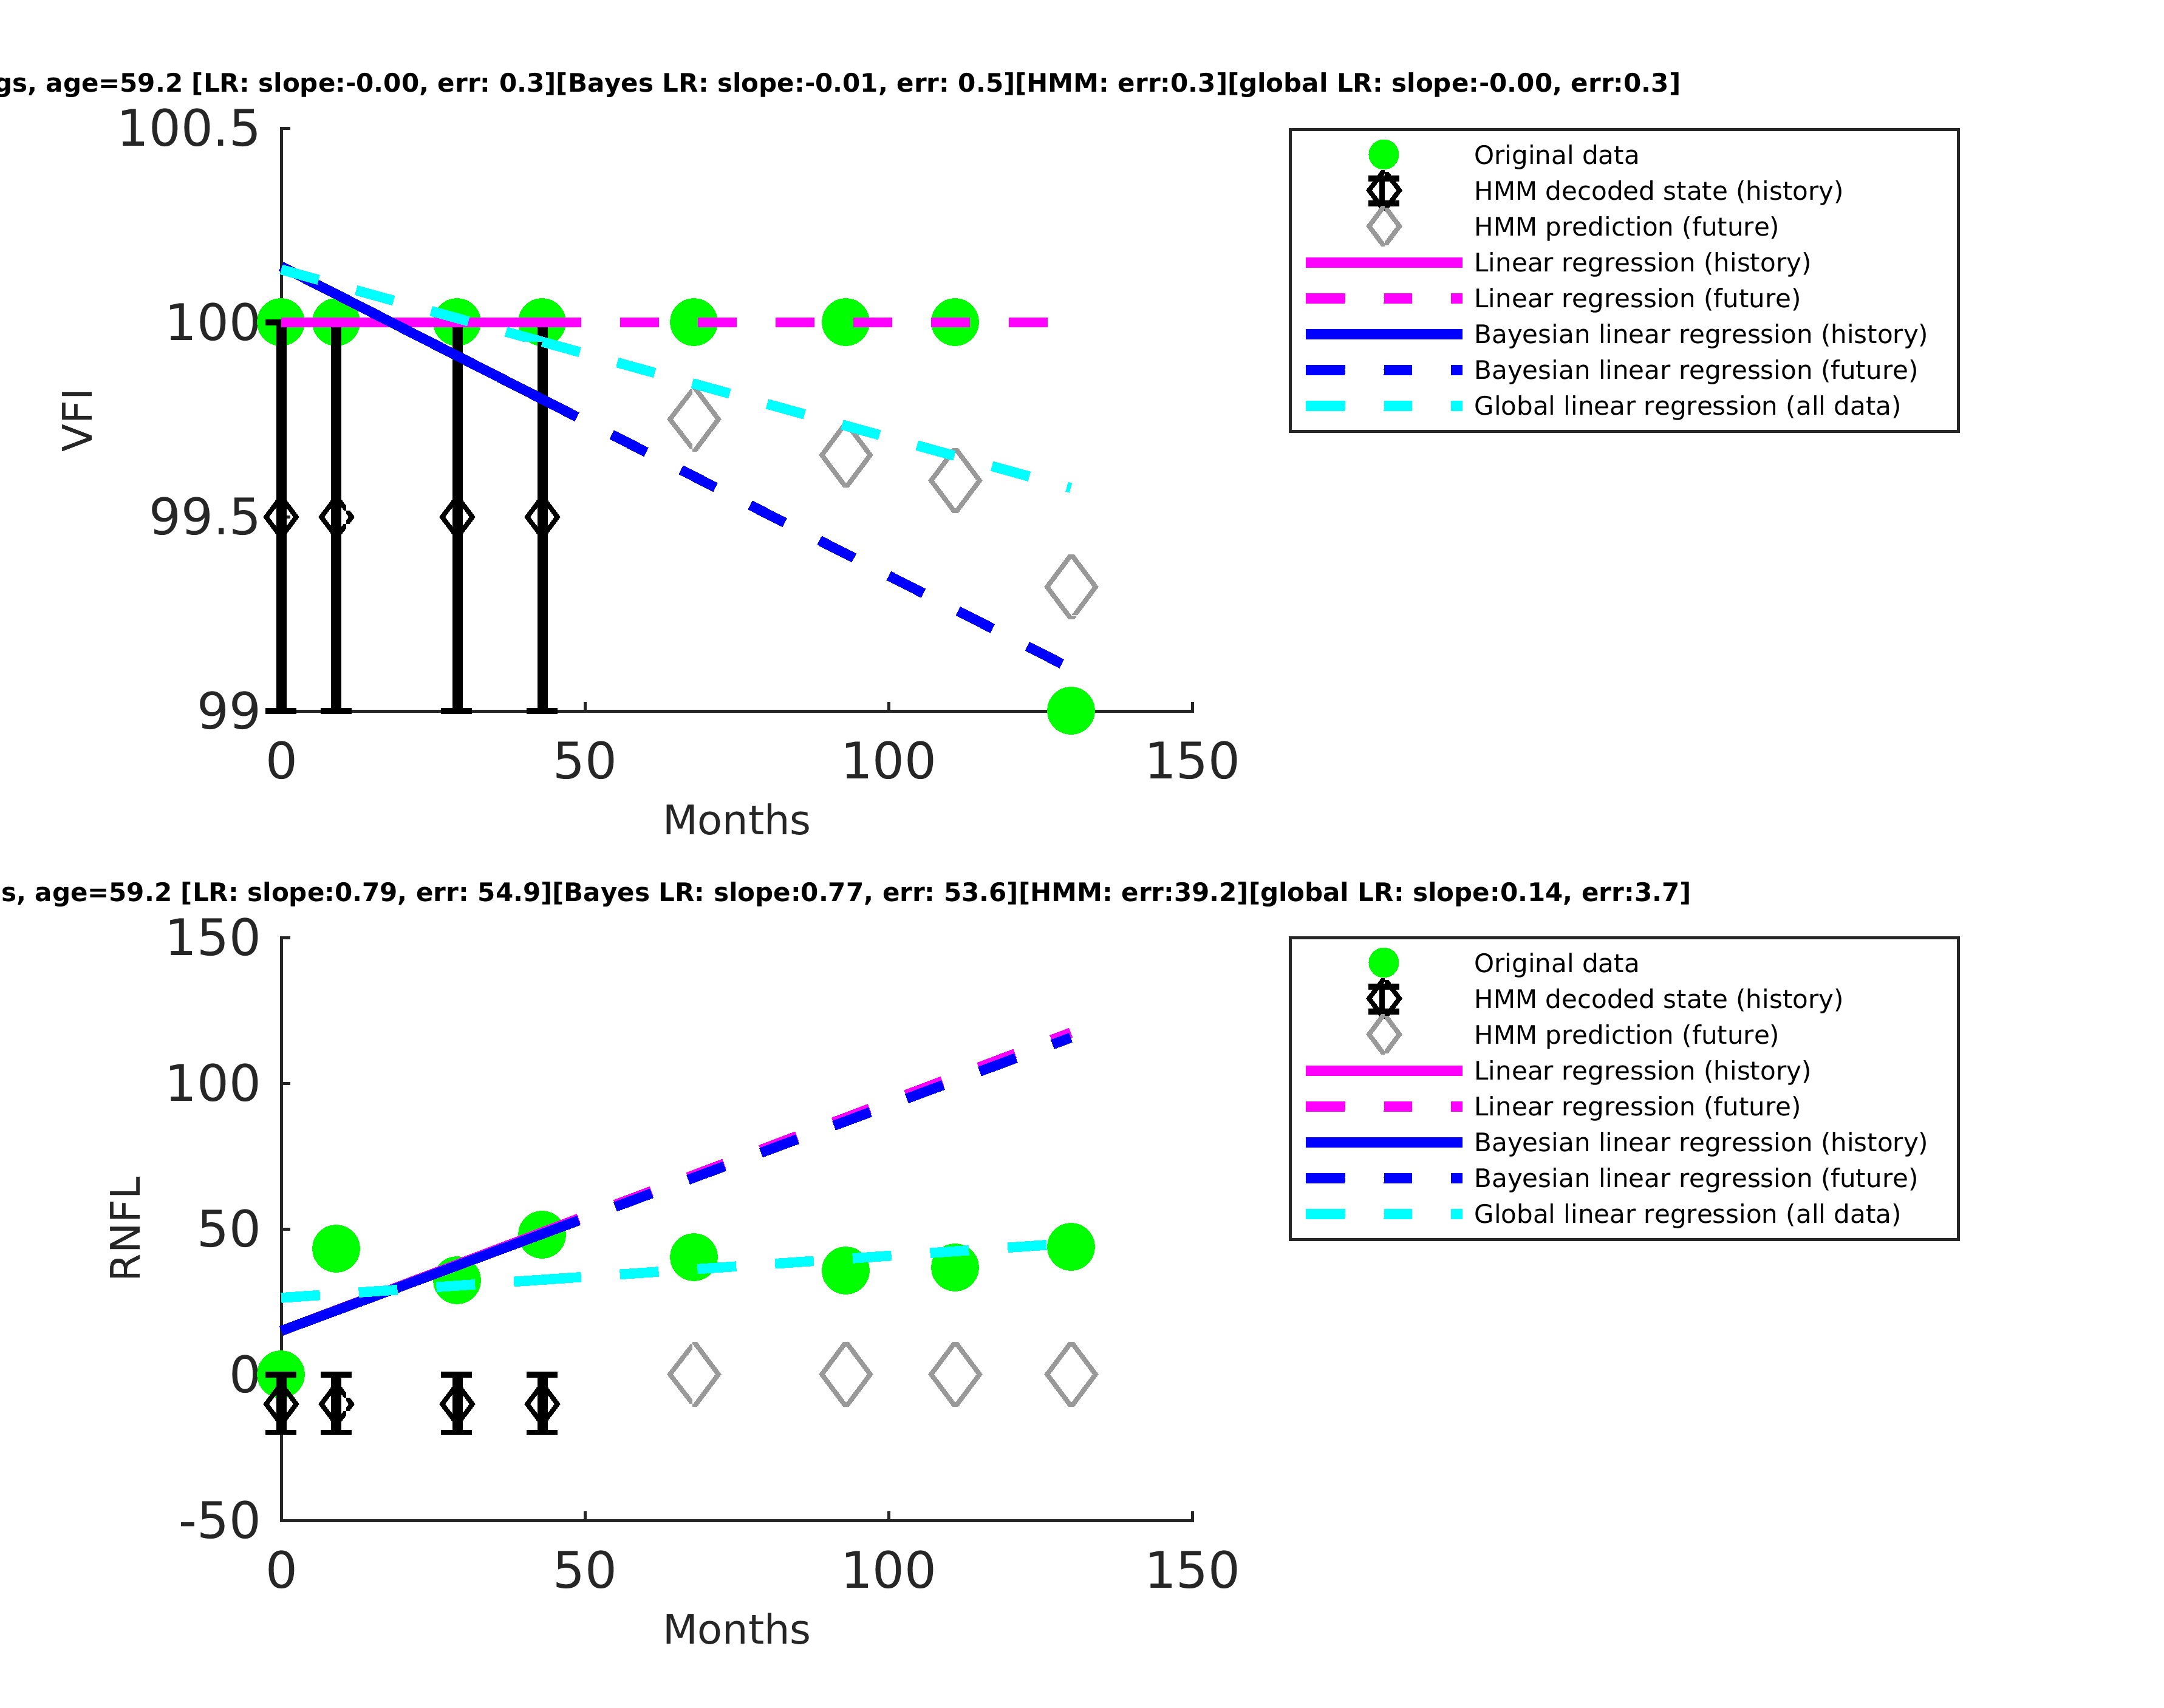 gs, age=59.2 [LR: slope:-0.00, err: 0.3][Bayes LR: slope:-0.01, err: 0.5][HMM: err:0.3][global LR: slope:-0.00, err:0.3]
100.5
100
99.5
99
VFI
0 50 100 150
Months
Original data
HMM decoded state (history)
HMM prediction (future)
Linear regression (history)
Linear regression (future)
Bayesian linear regression (history)
Bayesian linear regression (future)
Global linear regression (all data)
s, age=59.2 [LR: slope:0.79, err: 54.9][Bayes LR: slope:0.77, err: 53.6][HMM: err:39.2][global LR: slope:0.14, err:3.7]
150
100
50
0
-50
RNFL
0 50 100 150
Months
Original data
HMM decoded state (history)
HMM prediction (future)
Linear regression (history)
Linear regression (future)
Bayesian linear regression (history)
Bayesian linear regression (future)
Global linear regression (all data)